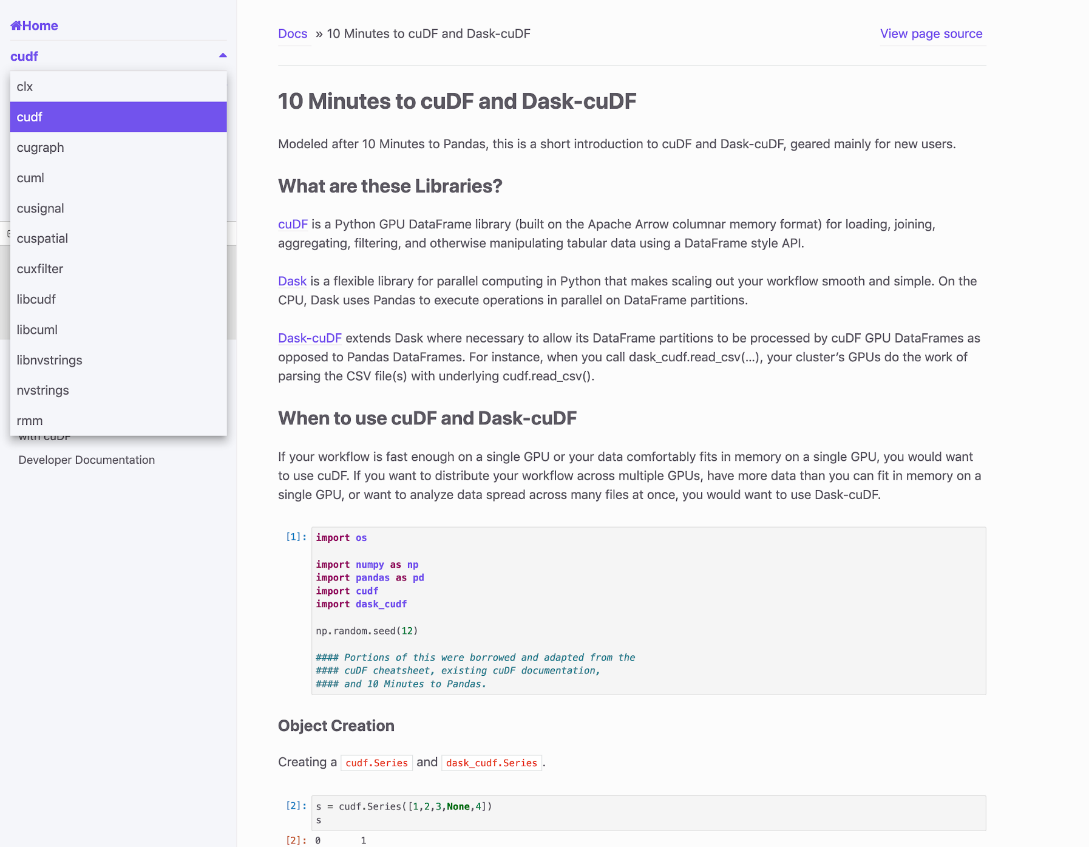 Home
cudf
clx
cudf
cugraph
cuml
cusignal
cuspatial
cuxfilter
libcudf
libcuml
libnvstrings
nvstrings
rmm
with cuDF
Developer Documentation
Docs » 10 Minutes to cuDF and Dask-cuDF
View page source
10 Minutes to cuDF and Dask-cuDF
Modeled after 10 Minutes to Pandas, this is a short introduction to cuDF and Dask-cuDF, geared mainly for new users.
What are these Libraries?
cuDF is a Python GPU DataFrame library (built on the Apache Arrow columnar memory format) for loading, joining,
aggregating, filtering, and otherwise manipulating tabular data using a DataFrame style API.
Dask is a flexible library for parallel computing in Python that makes scaling out your workflow smooth and simple. On the
CPU, Dask uses Pandas to execute operations in parallel on DataFrame partitions.
Dask-cuDF extends Dask where necessary to allow its DataFrame partitions to be processed by cuDF GPU DataFrames as
opposed to Pandas DataFrames. For instance, when you call dask_cudf.read_csv(…), your cluster’s GPUs do the work of
parsing the CSV file(s) with underlying cudf.read_csv().
When to use cuDF and Dask-cuDF
If your workflow is fast enough on a single GPU or your data comfortably fits in memory on a single GPU, you would want
to use cuDF. If you want to distribute your workflow across multiple GPUs, have more data than you can fit in memory on a
single GPU, or want to analyze data spread across many files at once, you would want to use Dask-cuDF.
[1]: import os
import numpy as np
import pandas as pd
import cudf
import dask_cudf
np.random.seed(12)
#### Portions of this were borrowed and adapted from the
#### cuDF cheatsheet, existing cuDF documentation,
#### and 10 Minutes to Pandas.
Object Creation
Creating a cudf.Series and dask_cudf.Series.
[2]: s = cudf.Series([1,2,3,None,4])
s
[2]: 0 1